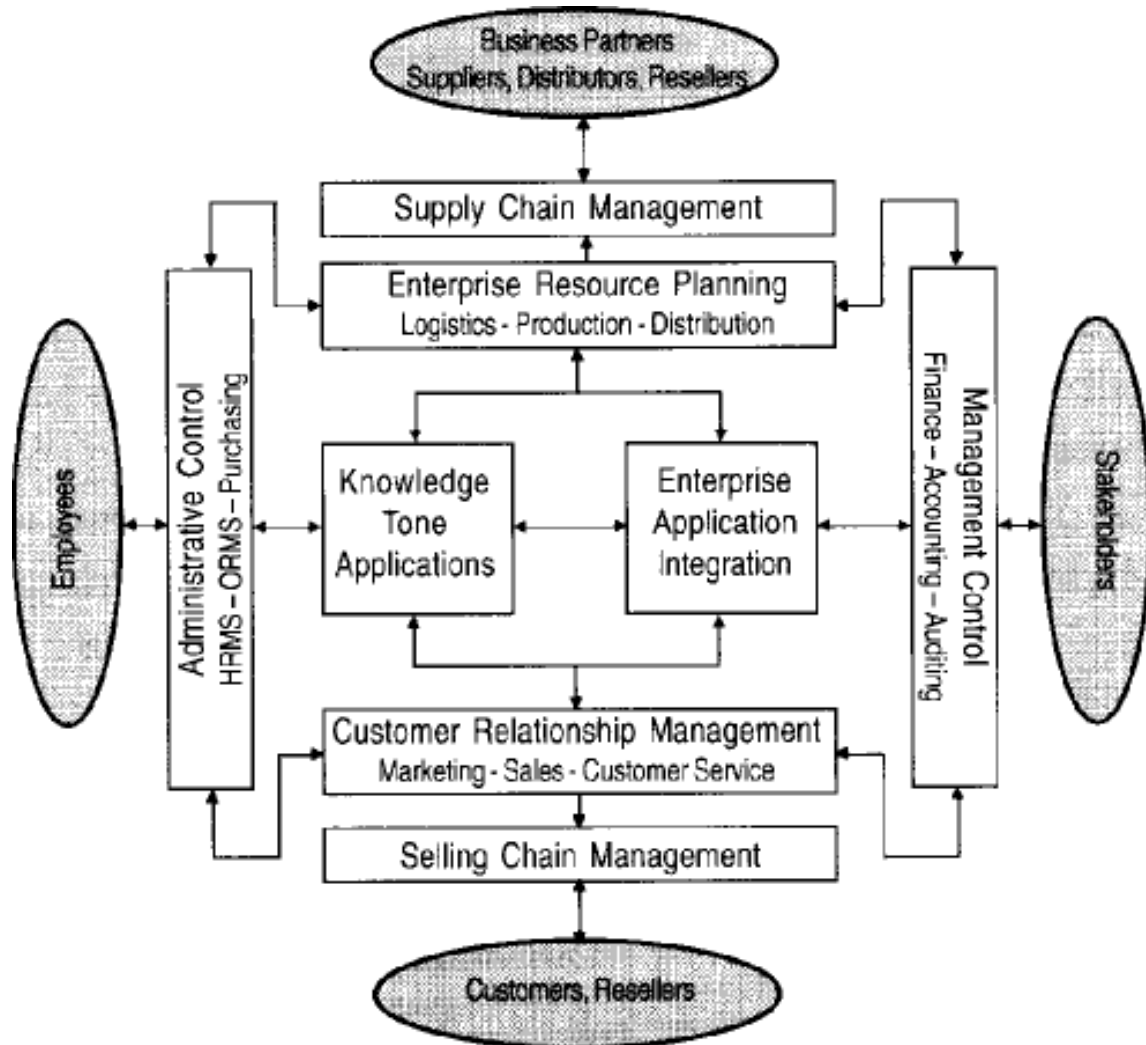 Business Partners
Suppliers, Distributors, Resellers
Supply Chain Management
Enterprise Resource Planning
Logistics - Production - Distribution
Employees
Administrative Control
HRMS – ORMS – Purchasing
Knowledge
Tone
Applications
Enterprise
Application
Integration
Management Control
Finance – Accounting – Auditing
Stakeholders
Customer Relationship Management
Marketing - Sales - Customer Service
Selling Chain Management
Customers, Resellers